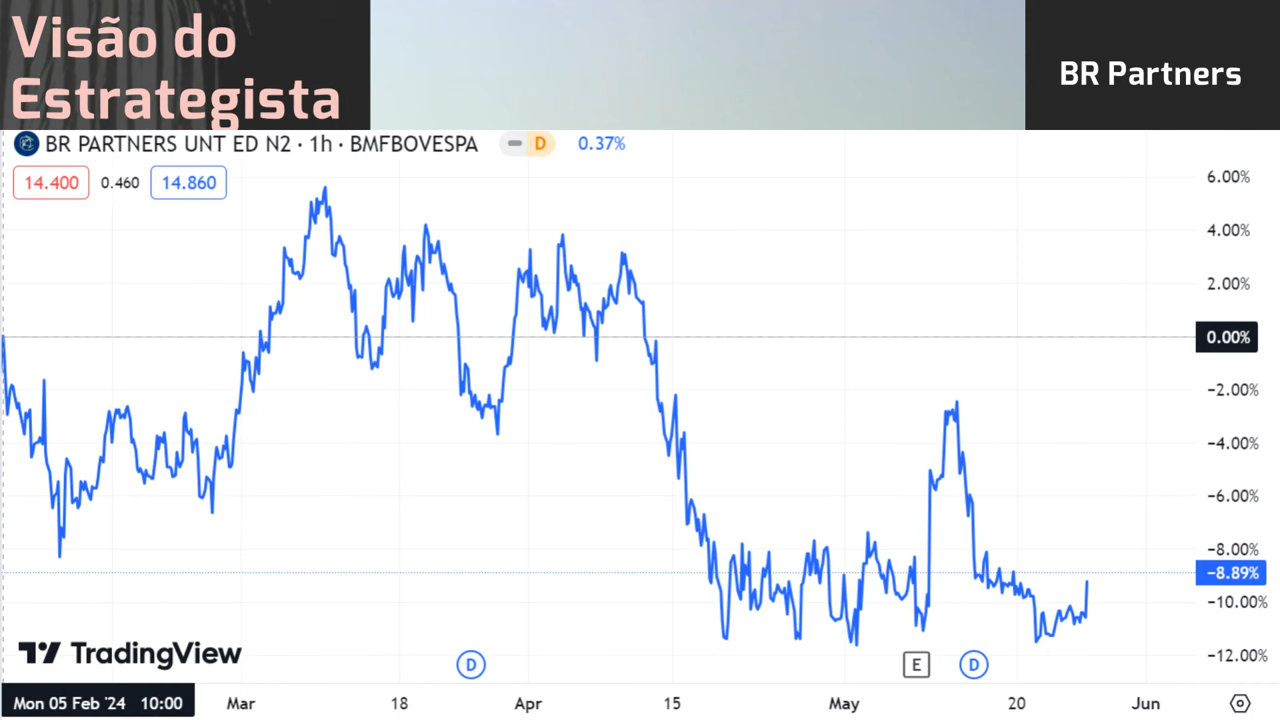 Visão do
Estrategista
BR Partners
BR PARTNERS UNT ED N2 · 1h · BMFBOVESPA D 0.37%
14.400 0.460 14.860
6.00%
4.00%
2.00%
0.00%
−2.00%
−4.00%
−6.00%
−8.00%
−8.89%
−10.00%
−12.00%
TradingView
D E D
Mon 05 Feb '24 10:00 Mar 18 Apr 15 May 20 Jun